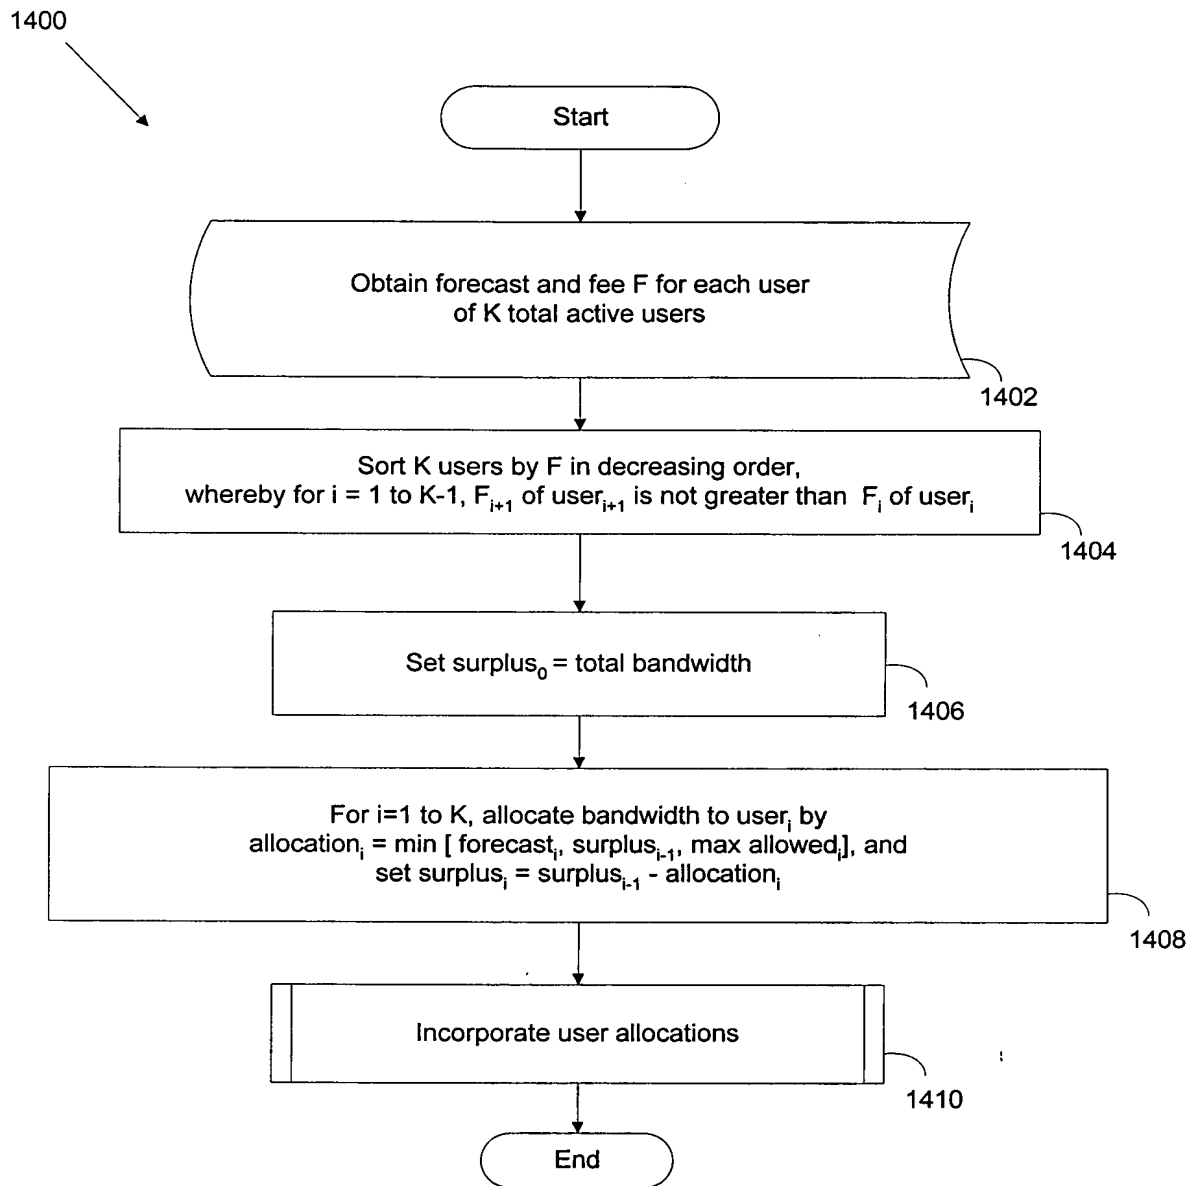 1400
Start
Obtain forecast and fee F for each user
of K total active users
1402
Sort K users by F in decreasing order,
whereby for i = 1 to K-1, Fᵢ₊₁ of userᵢ₊₁ is not greater than Fᵢ of userᵢ
1404
Set surplus₀ = total bandwidth
1406
For i=1 to K, allocate bandwidth to userᵢ by
allocationᵢ = min [ forecastᵢ, surplusᵢ₋₁, max allowedᵢ], and
set surplusᵢ = surplusᵢ₋₁ - allocationᵢ
1408
Incorporate user allocations
1410
End